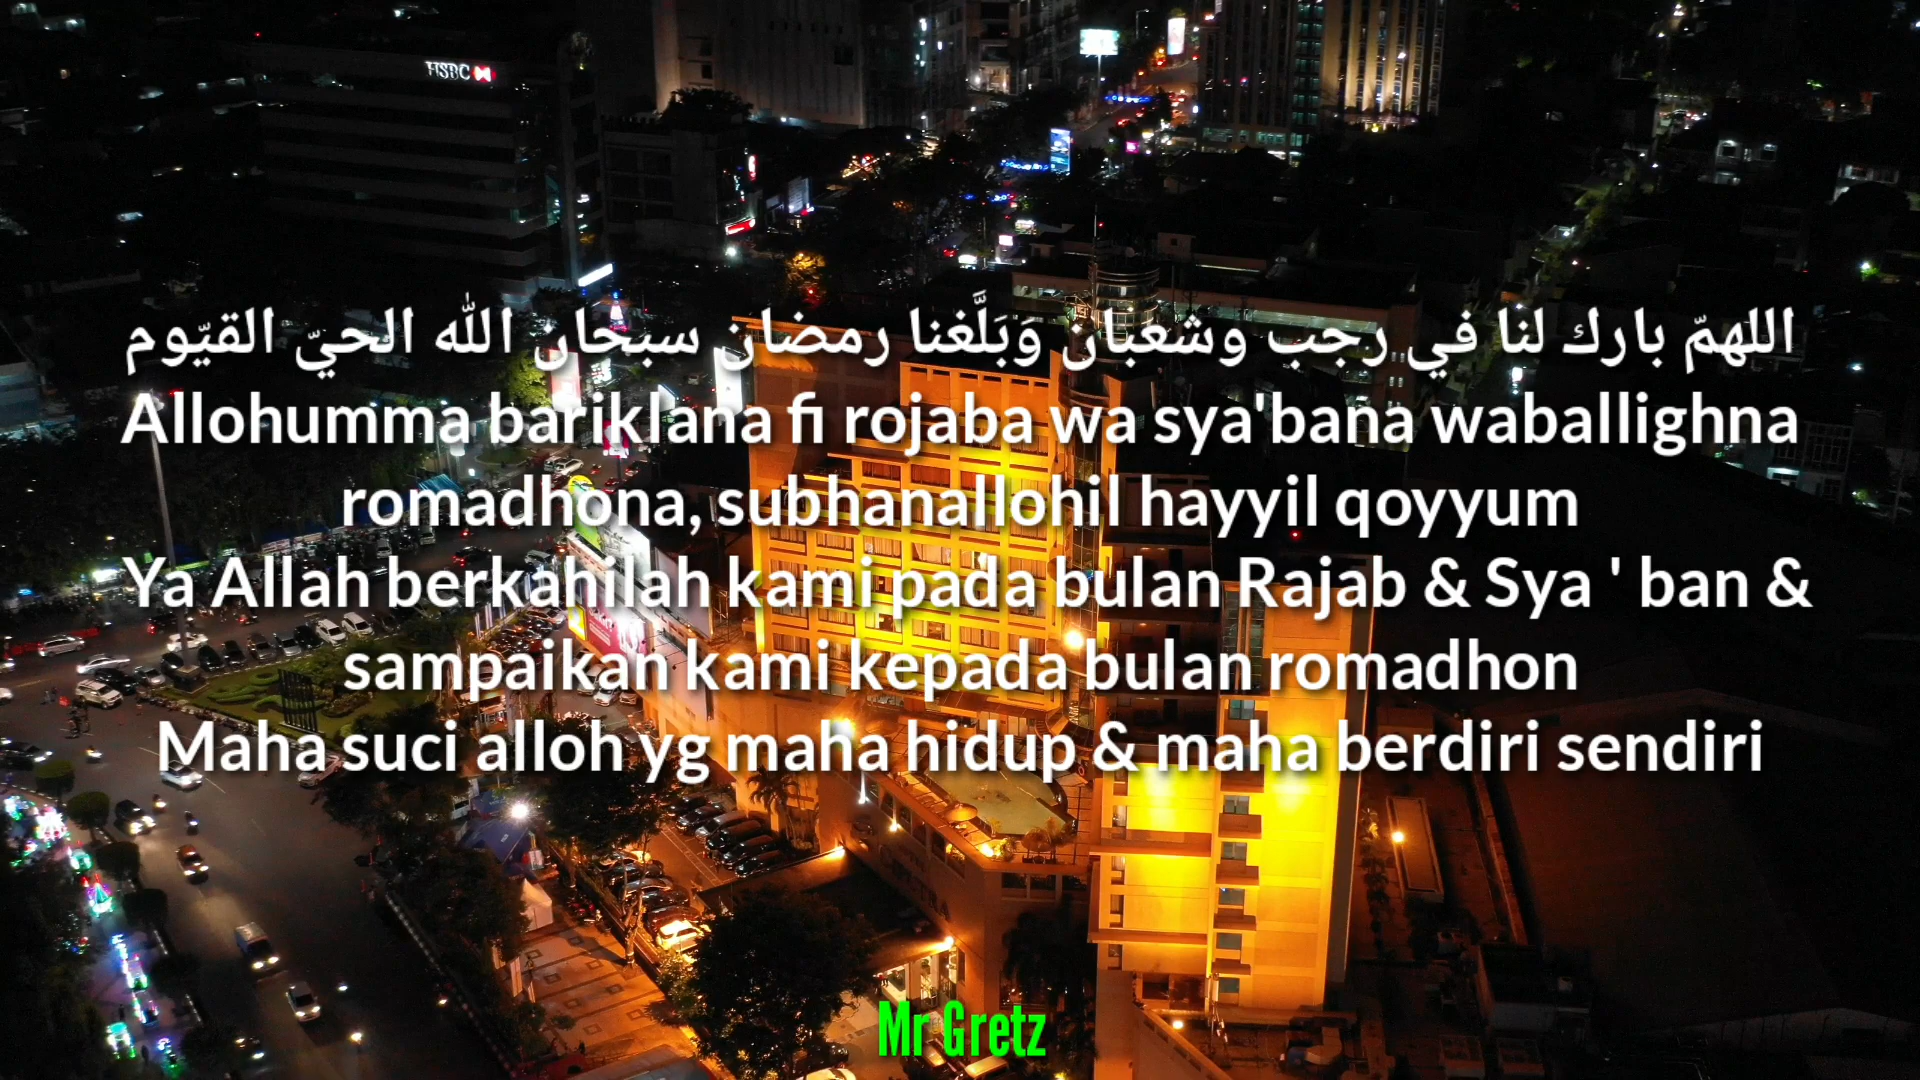 HSBC
اللهمّ بارك لنا في رجب وشعبان وَبَلَّغنا رمضان سبحان الله الحيّ القيّوم
Allohumma bariklana fi rojaba wa sya'bana waballighna
romadhona, subhanallohil hayyil qoyyum
Ya Allah berkahilah kami pada bulan Rajab & Sya ' ban &
sampaikan kami kepada bulan romadhon
Maha suci alloh yg maha hidup & maha berdiri sendiri
Mr Gretz